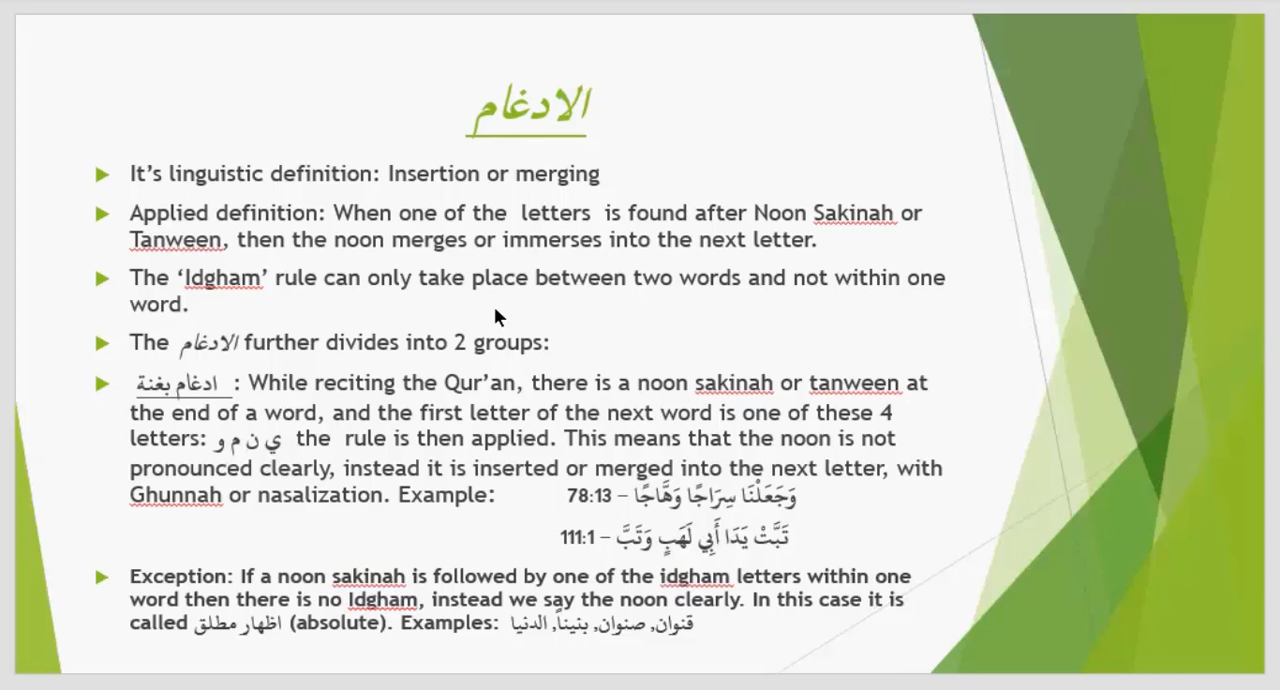 الادغام
It's linguistic definition: Insertion or merging
Applied definition: When one of the letters is found after Noon Sakinah or
Tanween, then the noon merges or immerses into the next letter.
The 'Idgham' rule can only take place between two words and not within one
word.
The الادغام further divides into 2 groups:
ادغام بغنة : While reciting the Qur'an, there is a noon sakinah or tanween at
the end of a word, and the first letter of the next word is one of these 4
letters: ي ن م و the rule is then applied. This means that the noon is not
pronounced clearly, instead it is inserted or merged into the next letter, with
Ghunnah or nasalization. Example: وَجَعَلْنَا سِرَاجًا وَهَّاجًا – 78:13
تَبَّتْ يَدَا أَبِي لَهَبٍ وَتَبَّ – 111:1
Exception: If a noon sakinah is followed by one of the idgham letters within one
word then there is no Idgham, instead we say the noon clearly. In this case it is
called اظهار مطلق (absolute). Examples: قنوان, صنوان, بنيناً, الدنيا